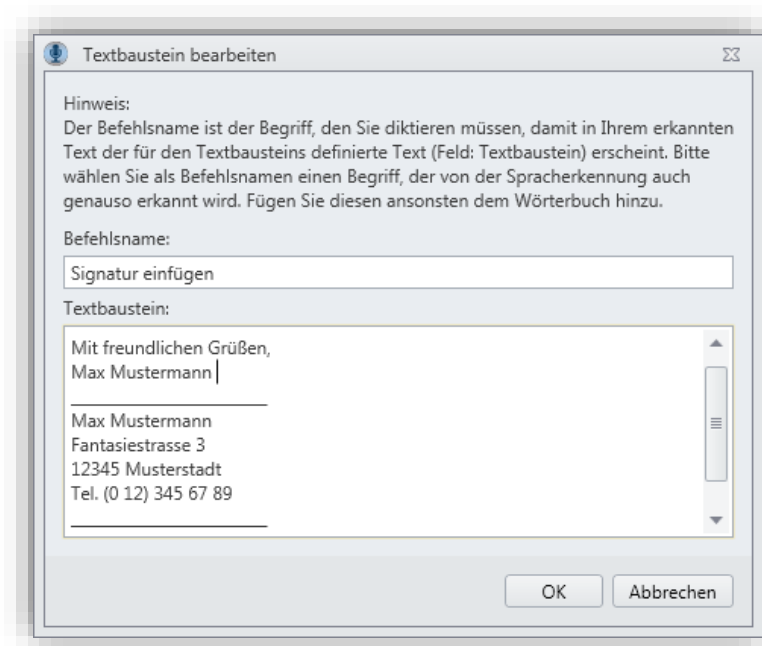 Textbaustein bearbeiten
Hinweis:
Der Befehlsname ist der Begriff, den Sie diktieren müssen, damit in Ihrem erkannten
Text der für den Textbausteins definierte Text (Feld: Textbaustein) erscheint. Bitte
wählen Sie als Befehlsnamen einen Begriff, der von der Spracherkennung auch
genauso erkannt wird. Fügen Sie diesen ansonsten dem Wörterbuch hinzu.
Befehlsname:
Signatur einfügen
Textbaustein:
Mit freundlichen Grüßen,
Max Mustermann
Max Mustermann
Fantasiestrasse 3
12345 Musterstadt
Tel. (0 12) 345 67 89
OK Abbrechen